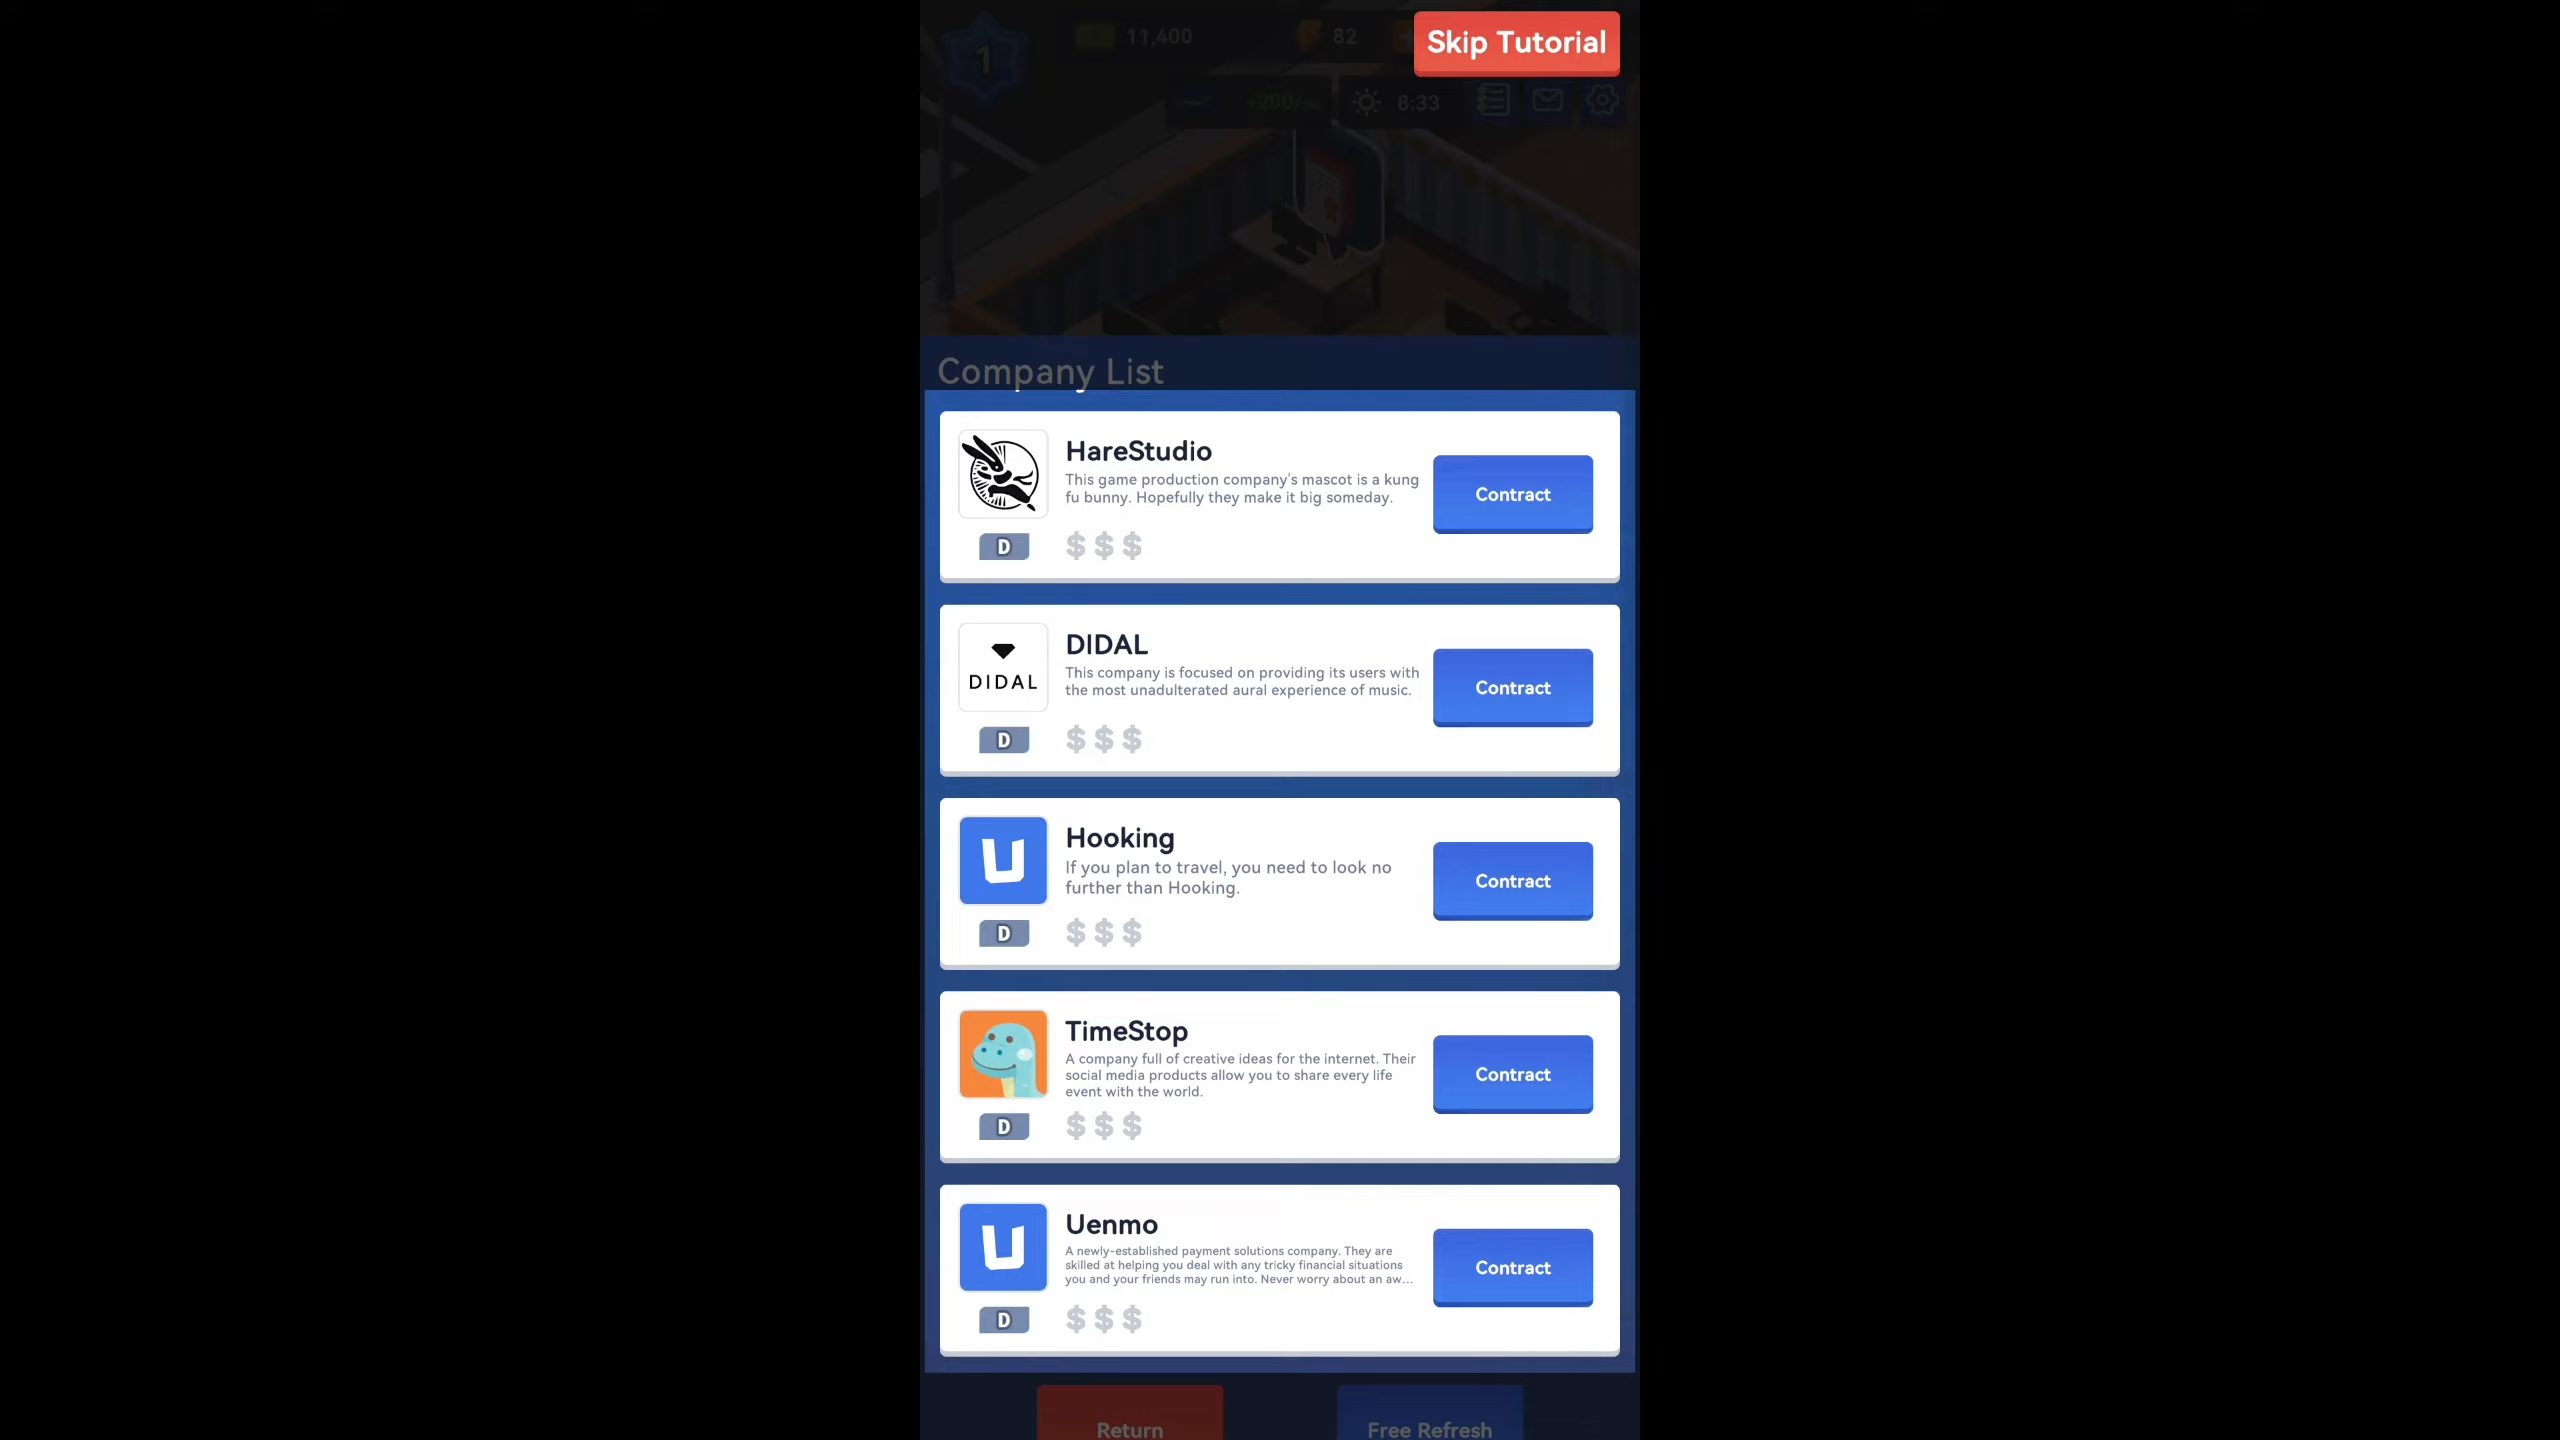 1
11,400
82
Skip Tutorial
8:33
Company List
HareStudio
This game production company's mascot is a kung
fu bunny. Hopefully they make it big someday.
Contract
D
$ $ $
DIDAL
DIDAL
This company is focused on providing its users with
the most unadulterated aural experience of music.
Contract
D
$ $ $
U
Hooking
If you plan to travel, you need to look no
further than Hooking.
Contract
D
$ $ $
TimeStop
A company full of creative ideas for the internet. Their
social media products allow you to share every life
event with the world.
Contract
D
$ $ $
U
Uenmo
A newly-established payment solutions company. They are
skilled at helping you deal with any tricky financial situations
you and your friends may run into. Never worry about an aw...
Contract
D
$ $ $
Return
Free Refresh